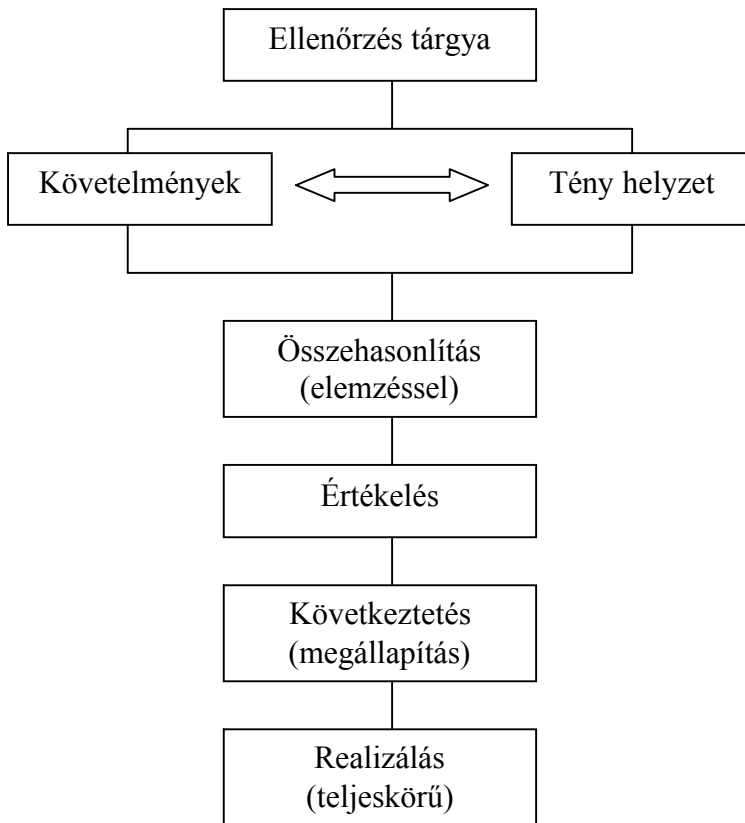 Ellenőrzés tárgya
Követelmények
Tény helyzet
Összehasonlítás
(elemzéssel)
Értékelés
Következtetés
(megállapítás)
Realizálás
(teljeskörű)